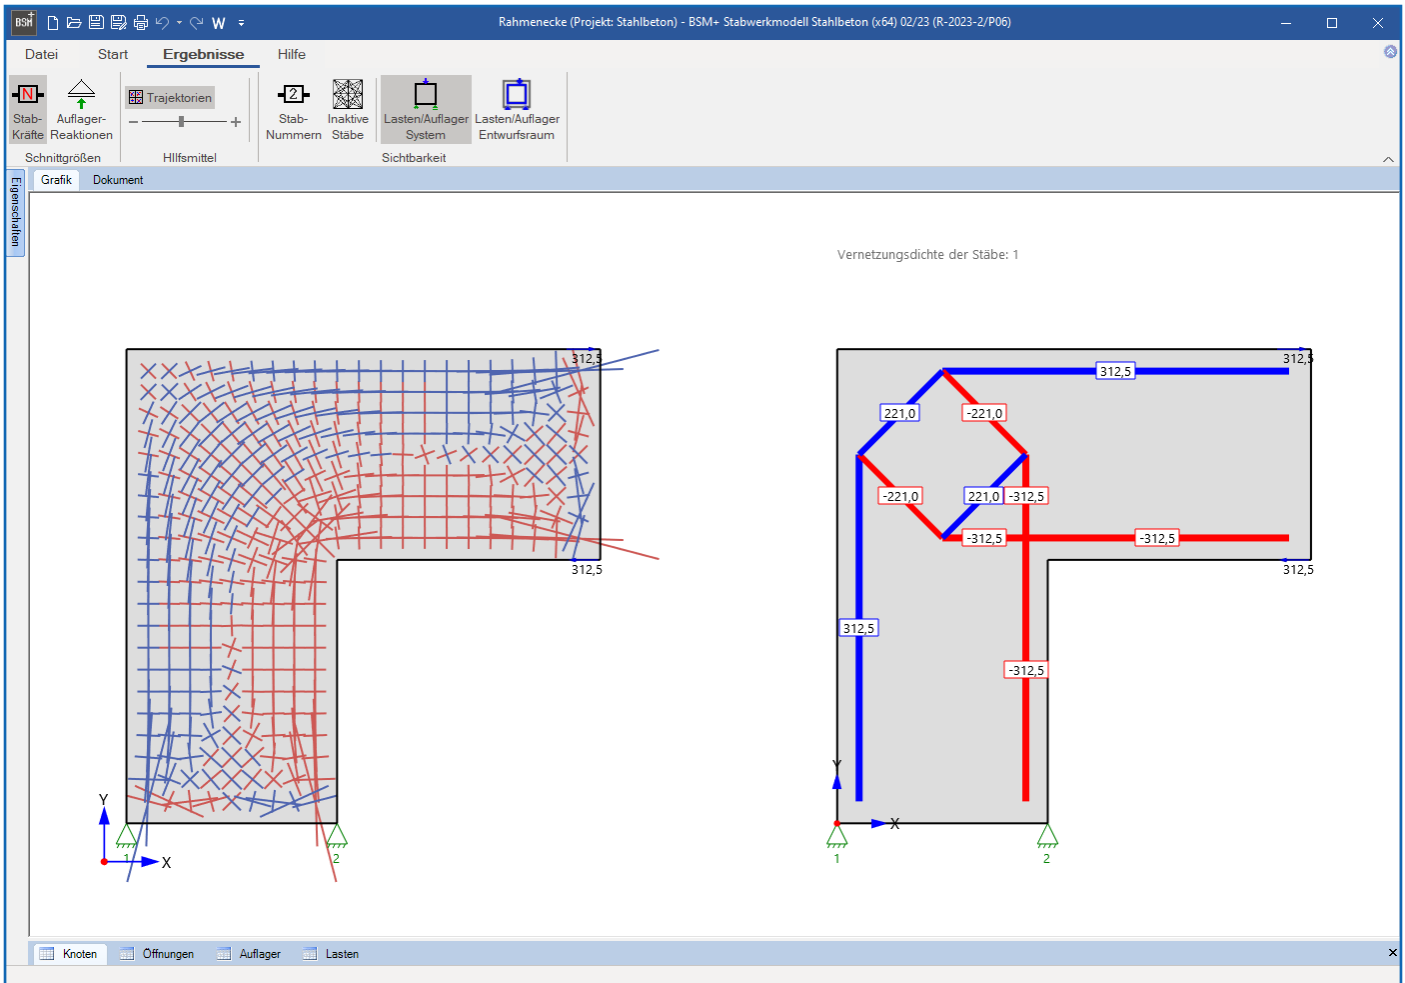 BSM+
W
Rahmenecke (Projekt: Stahlbeton) - BSM+ Stabwerkmodell Stahlbeton (x64) 02/23 (R-2023-2/P06)
Datei Start Ergebnisse Hilfe
N
Trajektorien
2
Stab-
Kräfte
Auflager-
Reaktionen
Stab-
Nummern
Inaktive
Stäbe
Lasten/Auflager
System
Lasten/Auflager
Entwurfsraum
Schnittgrößen
HIlfsmittel
Sichtbarkeit
Eigenschaften
Grafik Dokument
Vernetzungsdichte der Stäbe: 1
312,5
312,5
312,5
312,5
221,0
-221,0
-221,0
221,0
-312,5
-312,5
-312,5
312,5
312,5
312,5
-312,5
Y
X
1
2
Y
X
1
2
Knoten Öffnungen Auflager Lasten